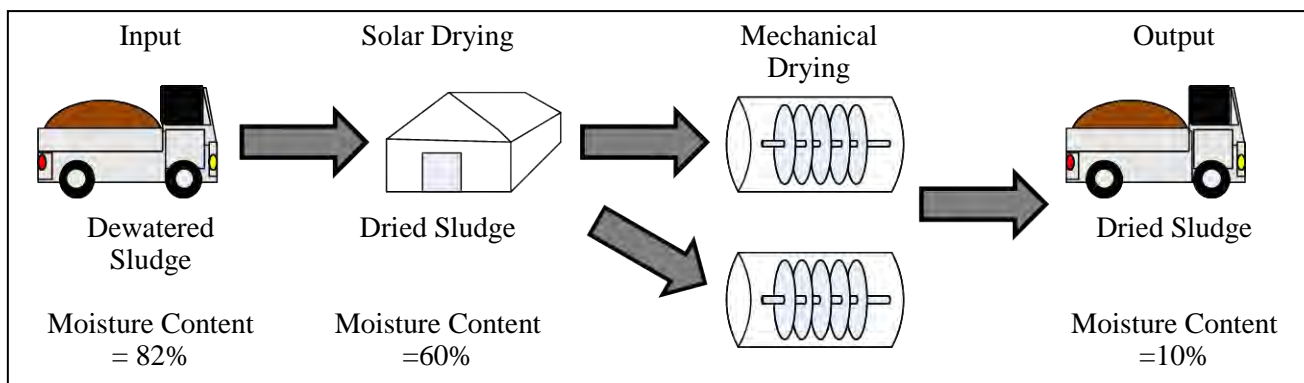 Input
Solar Drying
Mechanical
Drying
Output
Dewatered
Sludge
Dried Sludge
Dried Sludge
Moisture Content
= 82%
Moisture Content
=60%
Moisture Content
=10%